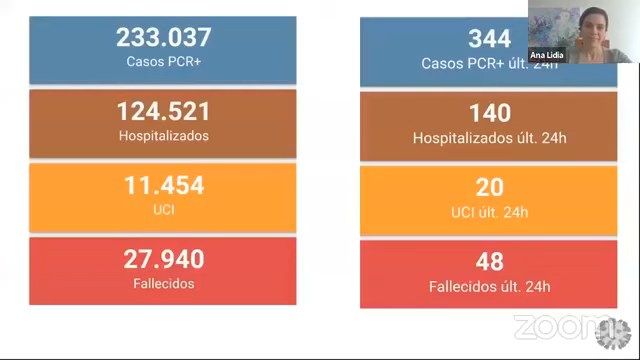 233.037
Casos PCR+
124.521
Hospitalizados
11.454
UCI
27.940
Fallecidos
344
Casos PCR+ últ. 24h
140
Hospitalizados últ. 24h
20
UCI últ. 24h
48
Fallecidos últ. 24h
Ana Lidia
zoom